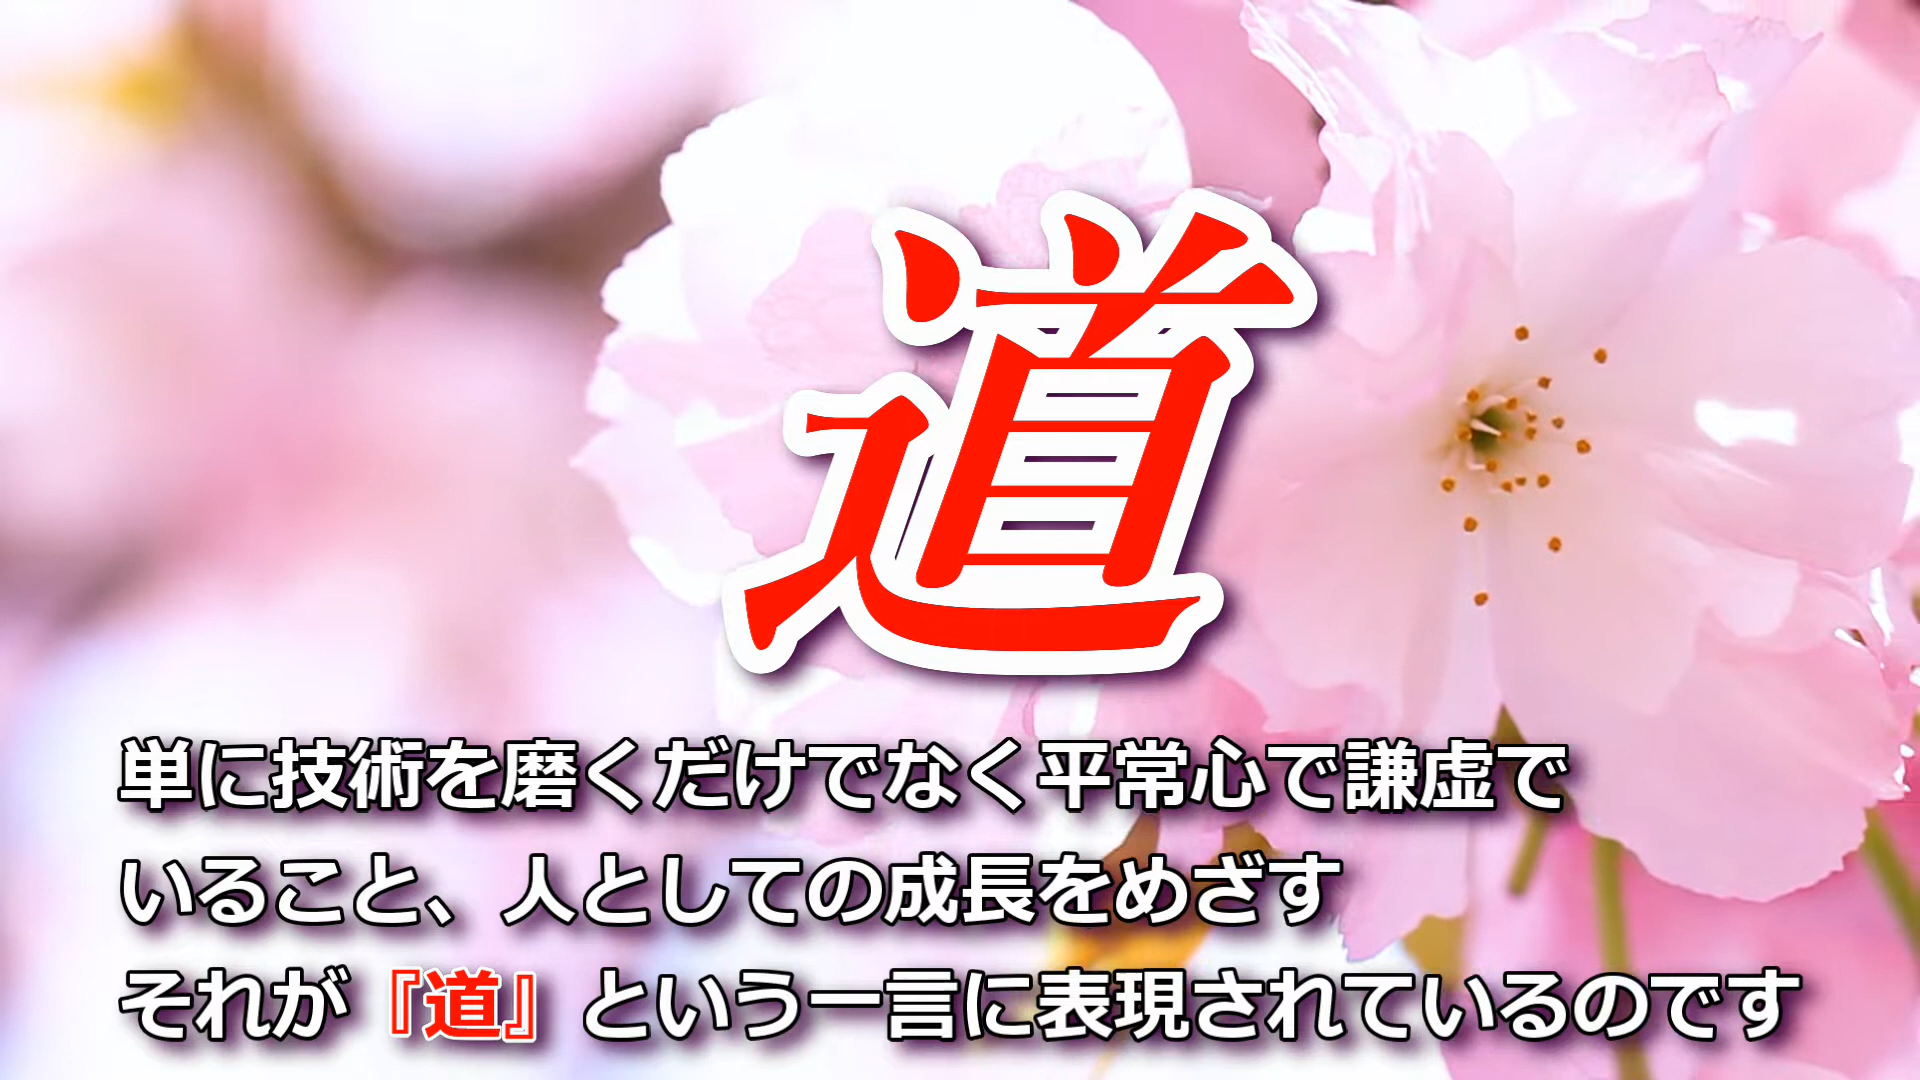 道
単に技術を磨くだけでなく平常心で謙虚で
いること、人としての成長をめざす
それが『道』という一言に表現されているのです